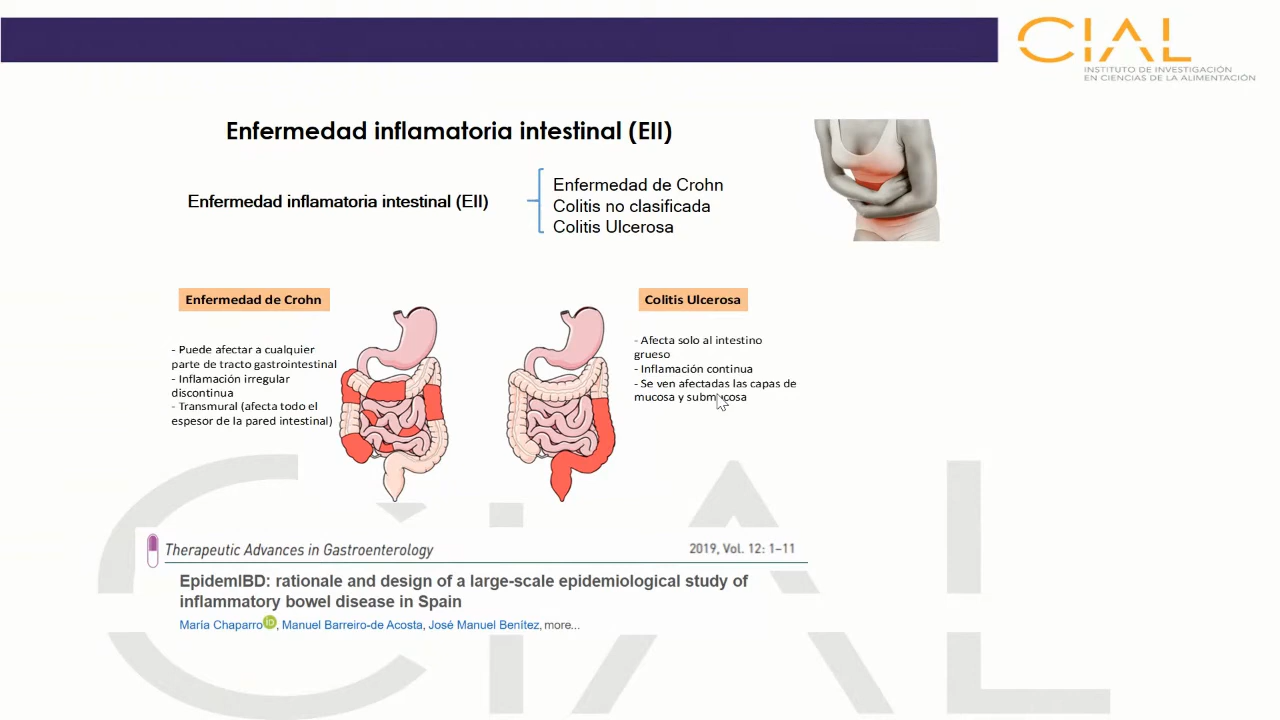 CIAL
INSTITUTO DE INVESTIGACIÓN
EN CIENCIAS DE LA ALIMENTACIÓN
Enfermedad inflamatoria intestinal (EII)
Enfermedad inflamatoria intestinal (EII)
Enfermedad de Crohn
Colitis no clasificada
Colitis Ulcerosa
Enfermedad de Crohn
- Puede afectar a cualquier
parte de tracto gastrointestinal
- Inflamación irregular
discontinua
- Transmural (afecta todo el
espesor de la pared intestinal)
Colitis Ulcerosa
- Afecta solo al intestino
grueso
- Inflamación continua
- Se ven afectadas las capas de
mucosa y submucosa
Therapeutic Advances in Gastroenterology
2019, Vol. 12: 1–11
EpidemIBD: rationale and design of a large-scale epidemiological study of
inflammatory bowel disease in Spain
María Chaparro iD, Manuel Barreiro-de Acosta, José Manuel Benítez, more...
CIAL